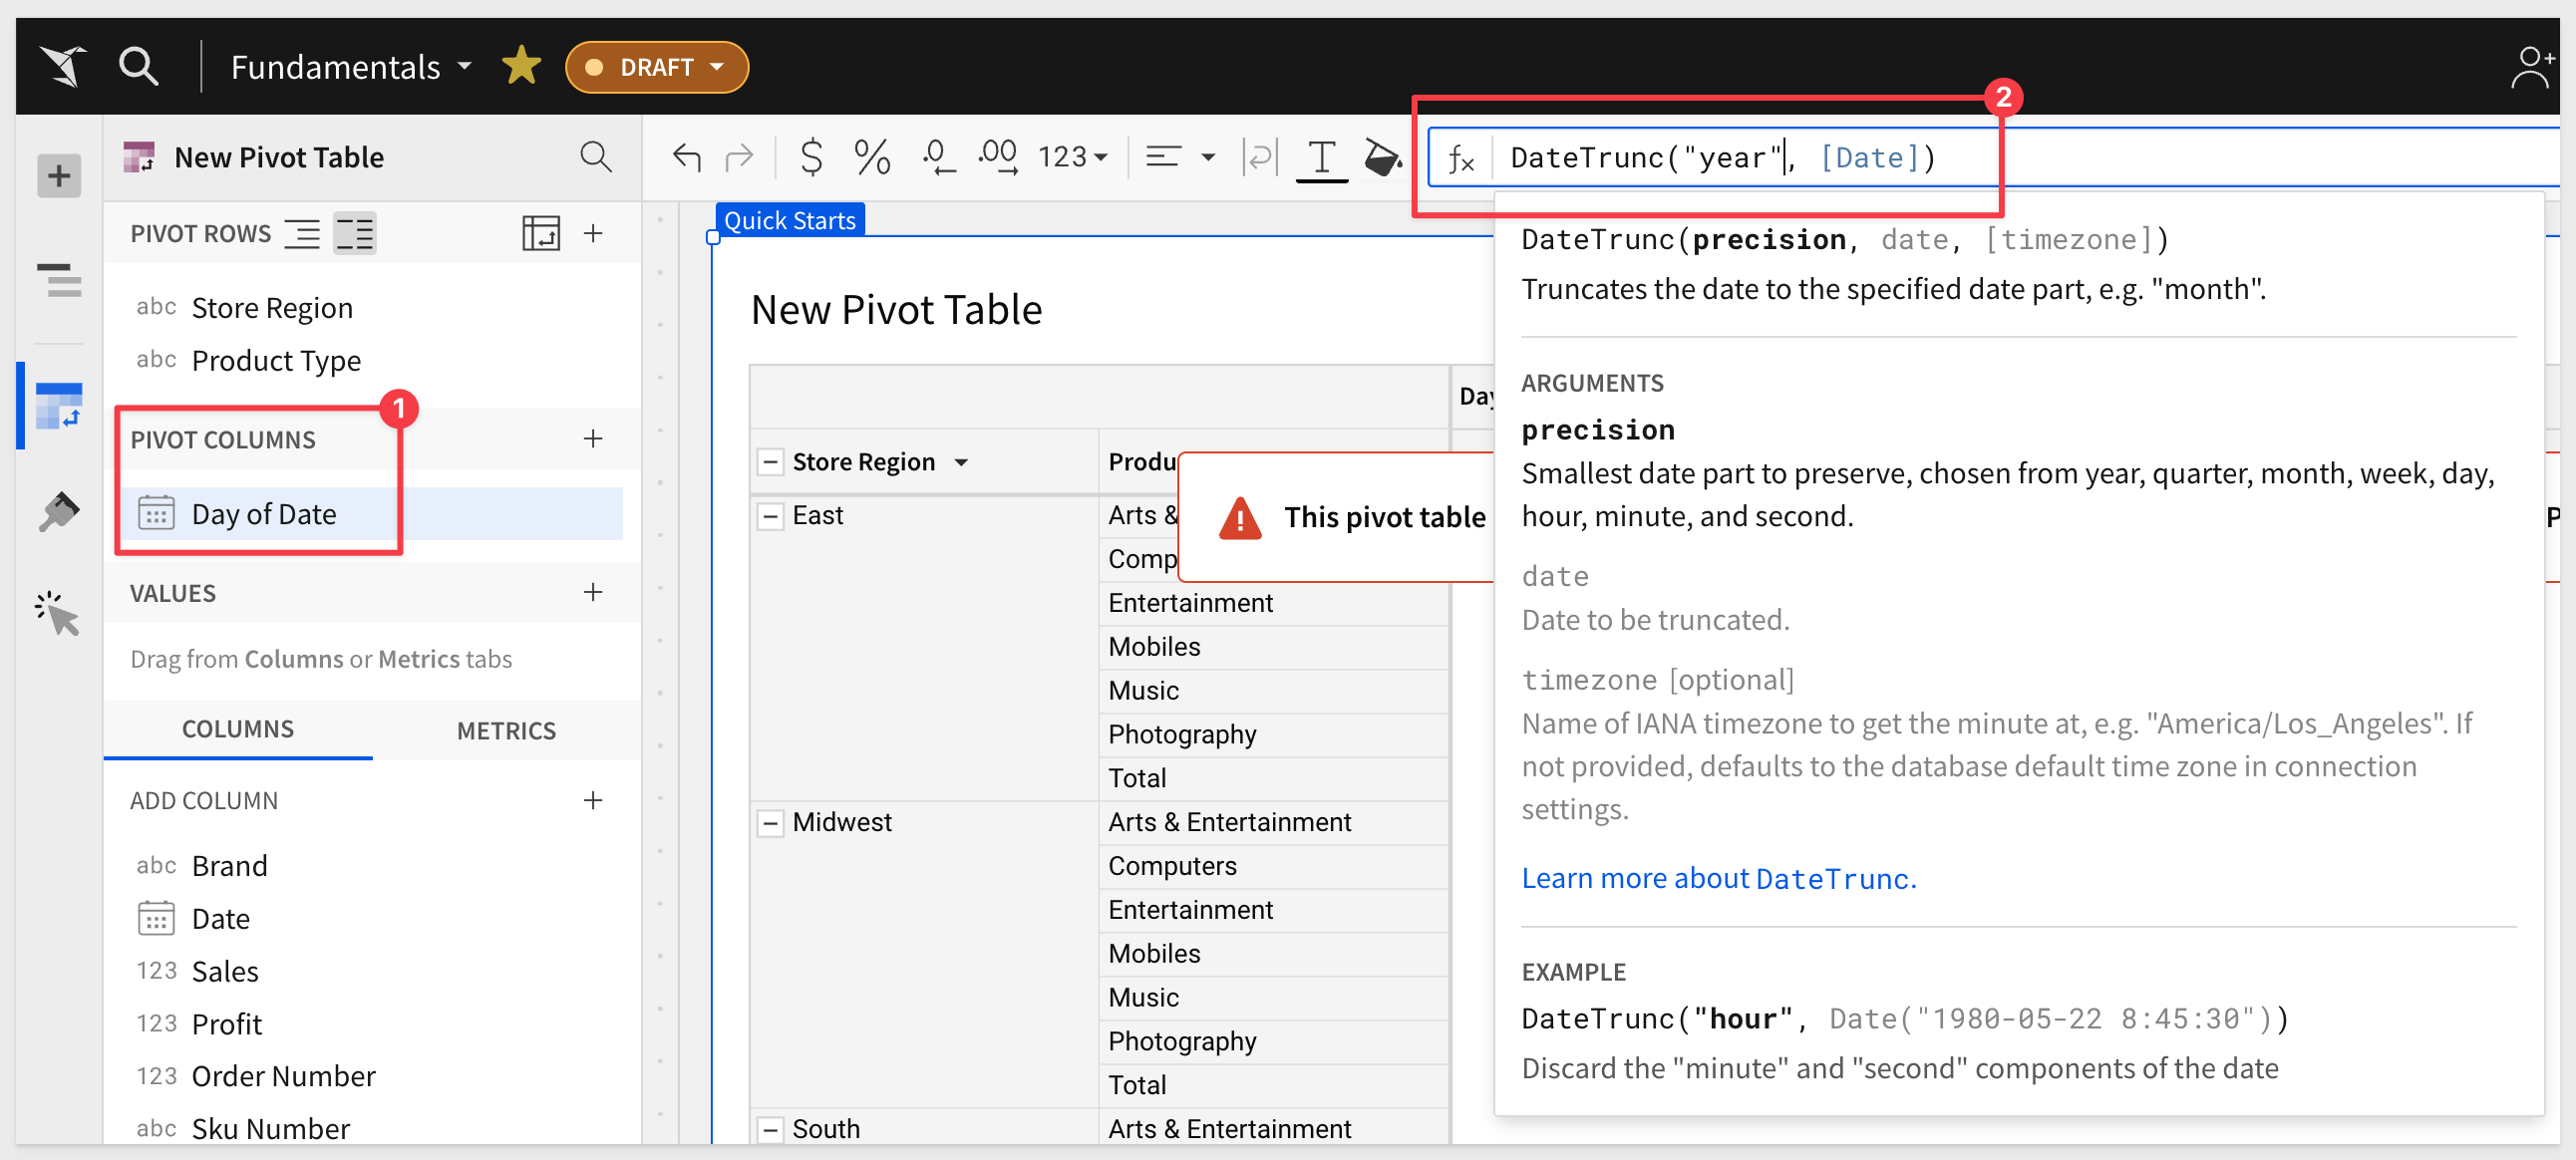 Fundamentals
DRAFT
2
New Pivot Table
$ % .0 .00 123
fx DateTrunc("year", [Date])
PIVOT ROWS
abc Store Region
abc Product Type
1
PIVOT COLUMNS
Day of Date
VALUES
Drag from Columns or Metrics tabs
COLUMNS METRICS
ADD COLUMN
abc Brand
Date
123 Sales
123 Profit
123 Order Number
abc Sku Number
Quick Starts
New Pivot Table
Day
Store Region Produ
East Arts &
Comp
Entertainment
Mobiles
Music
Photography
Total
Midwest Arts & Entertainment
Computers
Entertainment
Mobiles
Music
Photography
Total
South Arts & Entertainment
This pivot table
P
DateTrunc(precision, date, [timezone])
Truncates the date to the specified date part, e.g. "month".
ARGUMENTS
precision
Smallest date part to preserve, chosen from year, quarter, month, week, day,
hour, minute, and second.
date
Date to be truncated.
timezone [optional]
Name of IANA timezone to get the minute at, e.g. "America/Los_Angeles". If
not provided, defaults to the database default time zone in connection
settings.
Learn more about DateTrunc.
EXAMPLE
DateTrunc("hour", Date("1980-05-22 8:45:30"))
Discard the "minute" and "second" components of the date